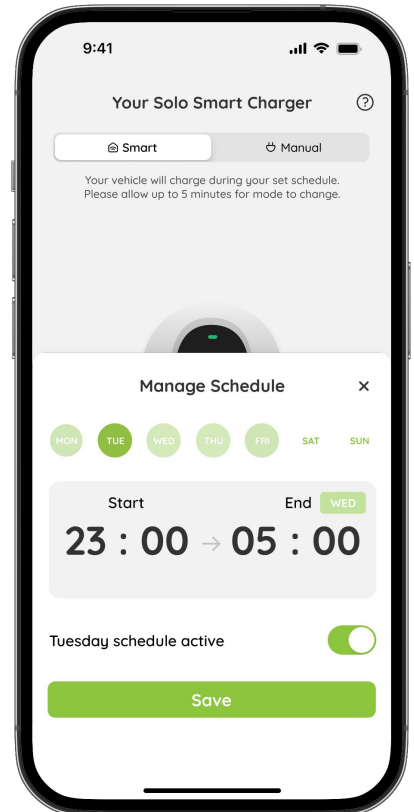 9:41
Your Solo Smart Charger ?
Smart Manual
Your vehicle will charge during your set schedule.
Please allow up to 5 minutes for mode to change.
Manage Schedule ×
MON TUE WED THU FRI SAT SUN
Start End WED
23 : 00 → 05 : 00
Tuesday schedule active
Save